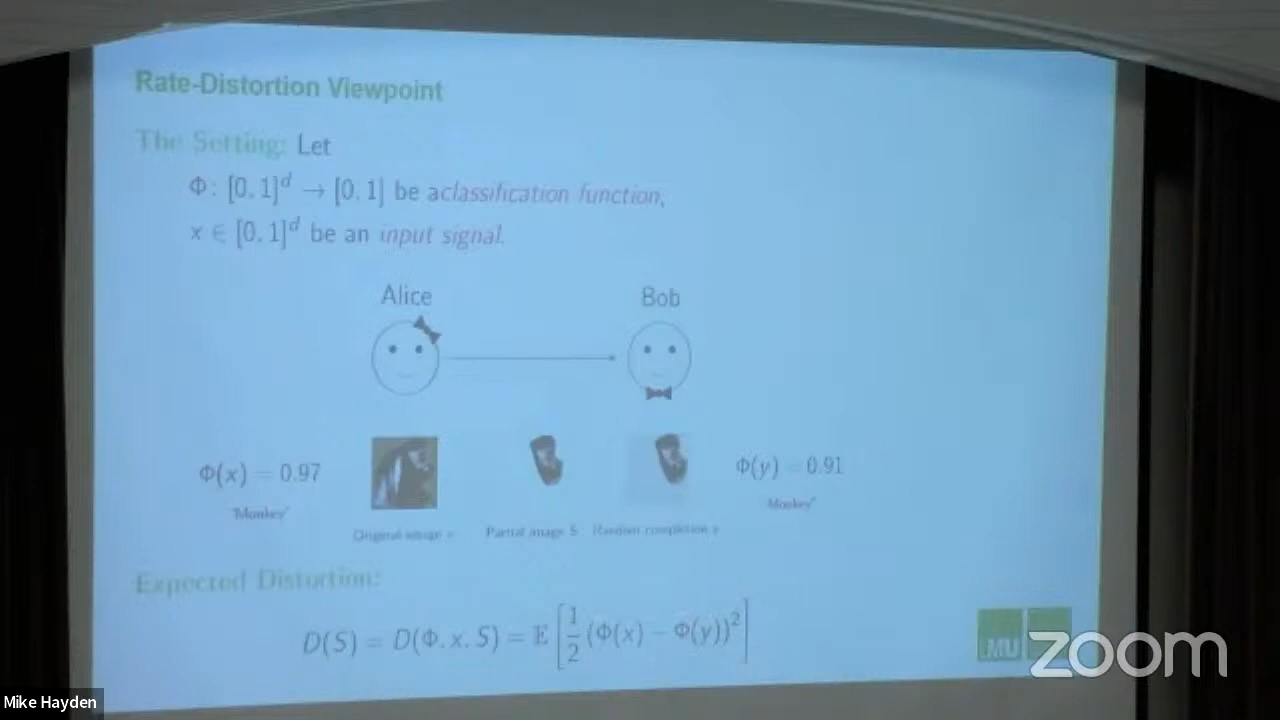 Rate-Distortion Viewpoint
The Setting: Let
Φ: [0, 1]^d → [0, 1] be a classification function,
x ∈ [0, 1]^d be an input signal.
Alice Bob
Φ(x) = 0.97 Φ(y) = 0.91
"Monkey" "Monkey"
Original image x Partial image S Random completion y
Expected Distortion:
D(S) = D(Φ, x, S) = 𝔼 [ 1/2 (Φ(x) − Φ(y))² ]
LMU
zoom
Mike Hayden